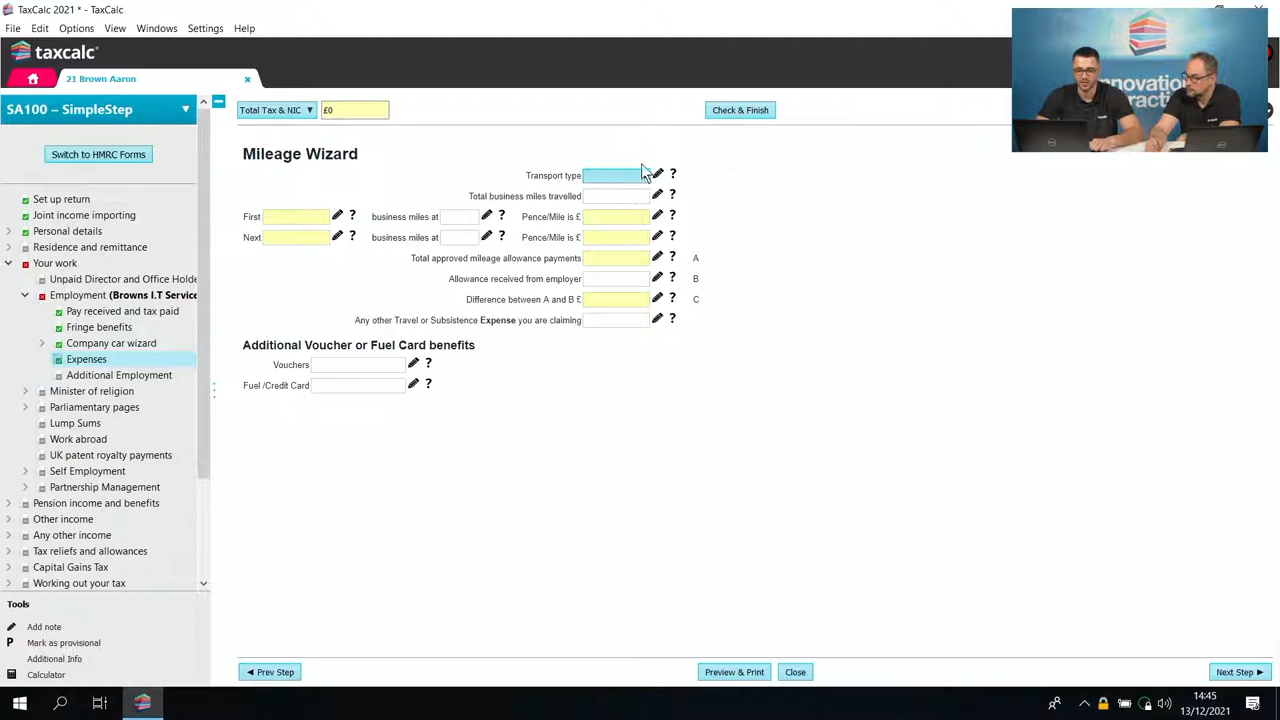 TaxCalc 2021 * - TaxCalc
File Edit Options View Windows Settings Help
taxcalc
21 Brown Aaron
SA100 – SimpleStep
Total Tax & NIC £0
Check & Finish
Switch to HMRC Forms
Set up return
Joint income importing
Personal details
Residence and remittance
Your work
Unpaid Director and Office Holde
Employment (Browns I.T Service
Pay received and tax paid
Fringe benefits
Company car wizard
Expenses
Additional Employment
Minister of religion
Parliamentary pages
Lump Sums
Work abroad
UK patent royalty payments
Self Employment
Partnership Management
Pension income and benefits
Other income
Any other income
Tax reliefs and allowances
Capital Gains Tax
Working out your tax
Tools
Add note
P Mark as provisional
Additional Info
Calculator
Mileage Wizard
Transport type ?
Total business miles travelled ?
First ? business miles at ? Pence/Mile is £ ?
Next ? business miles at ? Pence/Mile is £ ?
Total approved mileage allowance payments ? A
Allowance received from employer ? B
Difference between A and B £ ? C
Any other Travel or Subsistence Expense you are claiming ?
Additional Voucher or Fuel Card benefits
Vouchers ?
Fuel /Credit Card ?
Prev Step
Preview & Print
Close
Next Step
14:45
13/12/2021